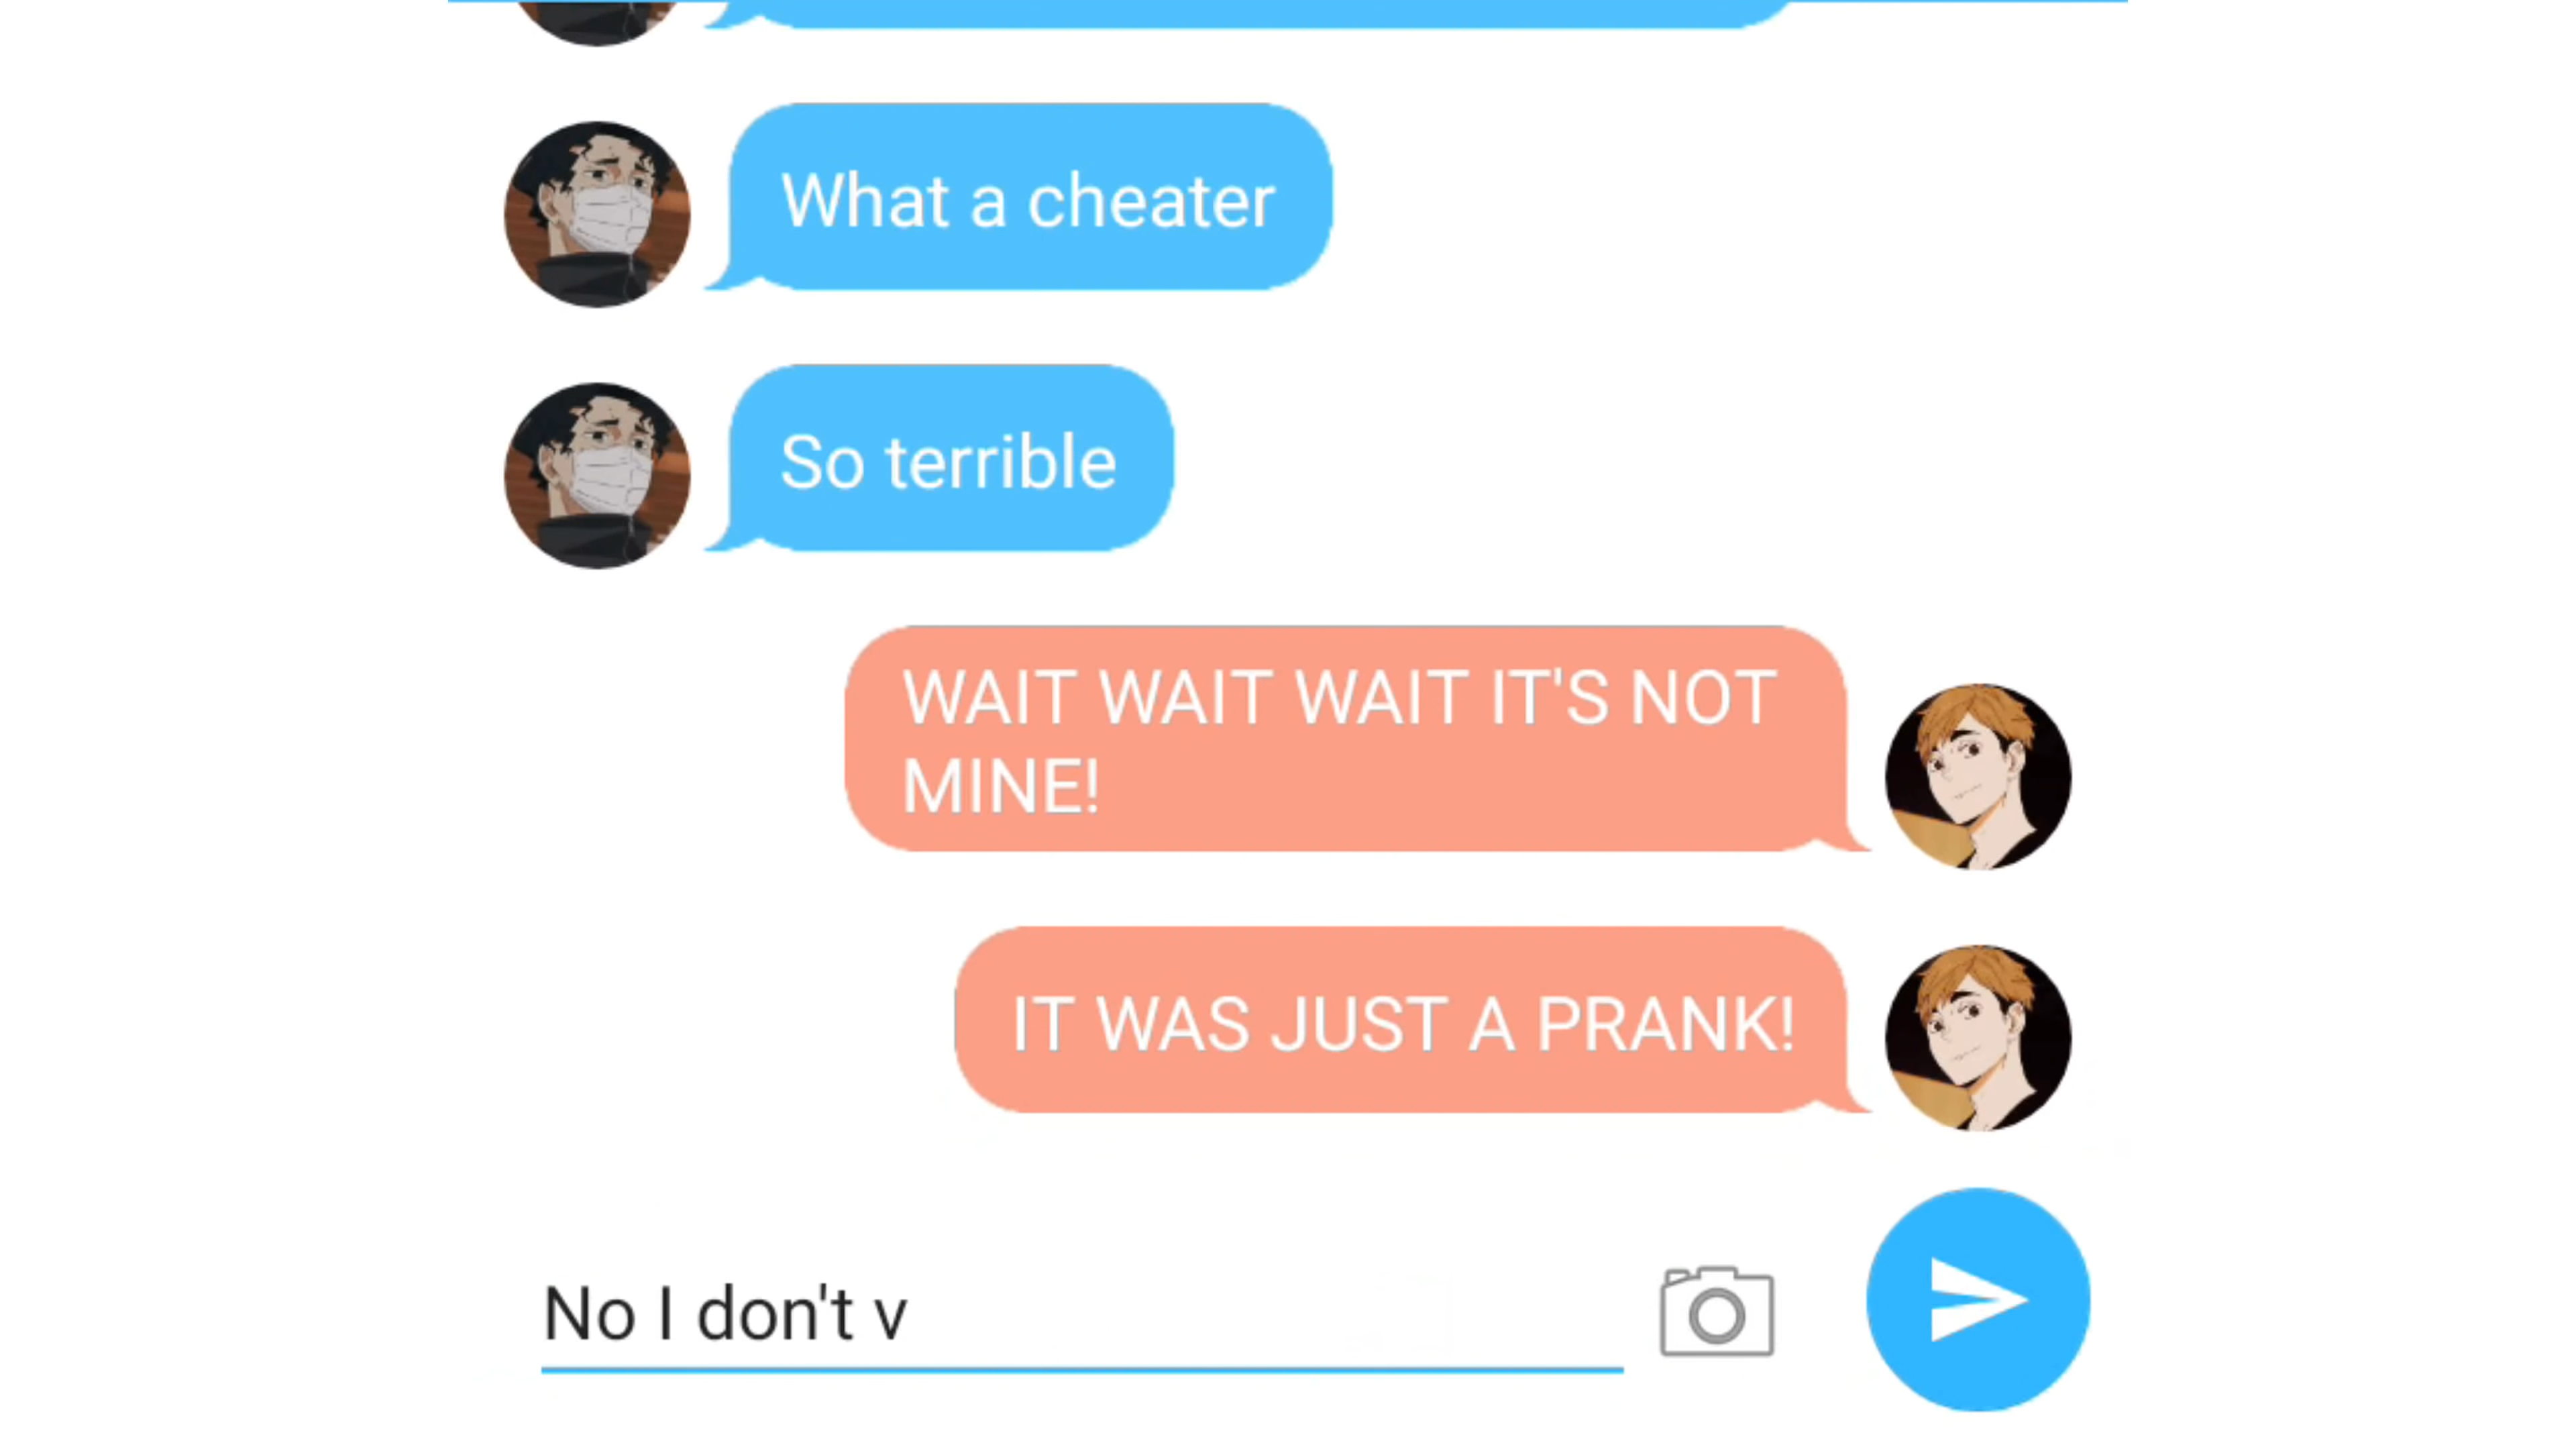 What a cheater
So terrible
WAIT WAIT WAIT IT'S NOT
MINE!
IT WAS JUST A PRANK!
No I don't v